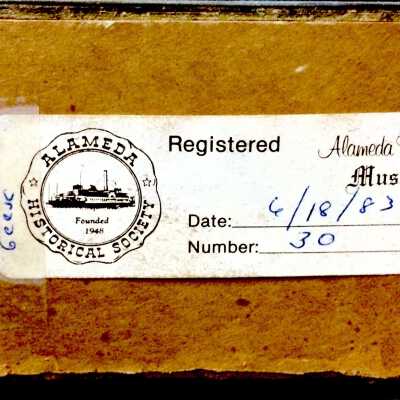 ALAMEDA
HISTORICAL SOCIETY
Founded
1948
Registered
Alameda
Mus
Date: 6/18/83
Number: 30